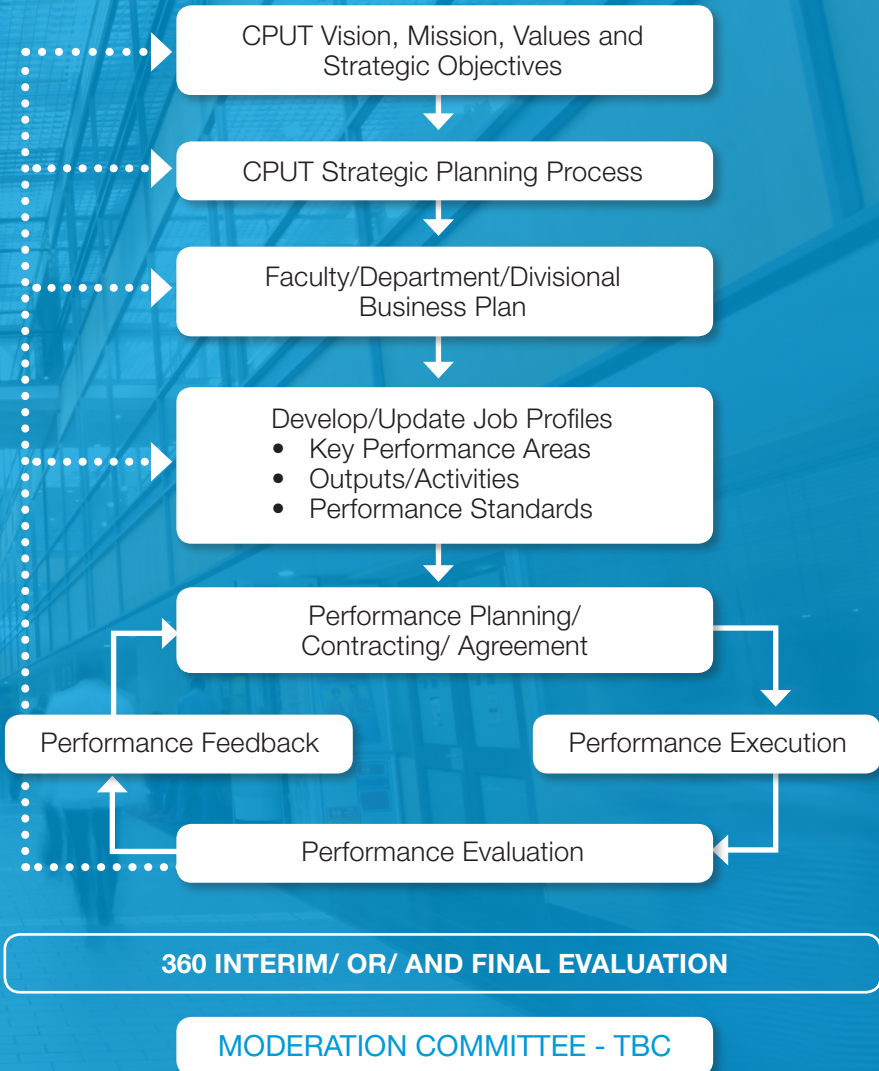 CPUT Vision, Mission, Values and
Strategic Objectives
CPUT Strategic Planning Process
Faculty/Department/Divisional
Business Plan
Develop/Update Job Profiles
• Key Performance Areas
• Outputs/Activities
• Performance Standards
Performance Planning/
Contracting/ Agreement
Performance Feedback
Performance Execution
Performance Evaluation
360 INTERIM/ OR/ AND FINAL EVALUATION
MODERATION COMMITTEE - TBC